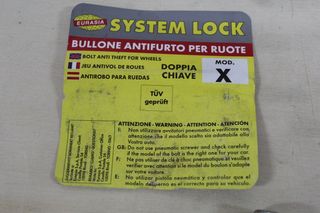 EURASIA
SYSTEM LOCK
BULLONE ANTIFURTO PER RUOTE
BOLT ANTI THEFT FOR WHEELS
JEU ANTIVOL DE ROUES
ANTIROBO PARA RUEDAS
DOPPIA
CHIAVE
MOD.
X
TÜV
geprüft
ATTENZIONE - WARNING - ATTENTION - ATENCIÓN
I: Non utilizzare avvitatori pneumatici e verificare con
attenzione che il modello scelto sia adattabile alla
Vostra auto.
GB: Do not use pneumatic screwer and check carefully
if the model of the bolt is the right one for your car.
F: Ne pas utiliser de clé à choc pneumatique et vérifier
avec attention si le modèle du boulon s'adapte
sur votre voiture.
E: No utilizar pistola neumática y controlar que el
modelo deseado es el correcto para su vehículo.